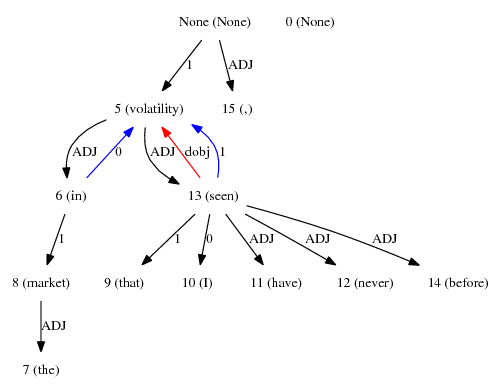 None (None) 0 (None)
1 ADJ
5 (volatility) 15 (,)
ADJ 0 ADJ dobj 1
6 (in) 13 (seen)
1 1 0 ADJ ADJ ADJ
8 (market) 9 (that) 10 (I) 11 (have) 12 (never) 14 (before)
ADJ
7 (the)